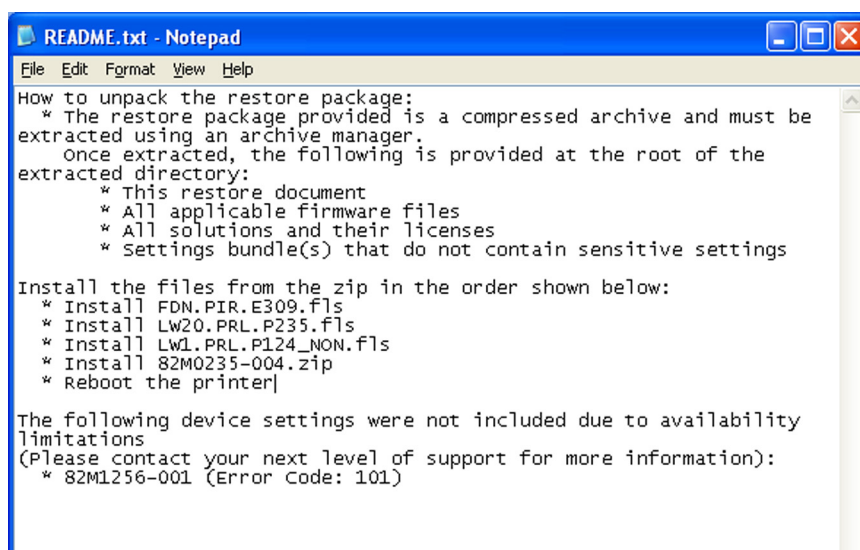 README.txt - Notepad
File Edit Format View Help
How to unpack the restore package:
* The restore package provided is a compressed archive and must be
extracted using an archive manager.
Once extracted, the following is provided at the root of the
extracted directory:
* This restore document
* All applicable firmware files
* All solutions and their licenses
* Settings bundle(s) that do not contain sensitive settings
Install the files from the zip in the order shown below:
* Install FDN.PIR.E309.fls
* Install LW20.PRL.P235.fls
* Install LW1.PRL.P124_NON.fls
* Install 82M0235-004.zip
* Reboot the printer
The following device settings were not included due to availability
limitations
(Please contact your next level of support for more information):
* 82M1256-001 (Error Code: 101)